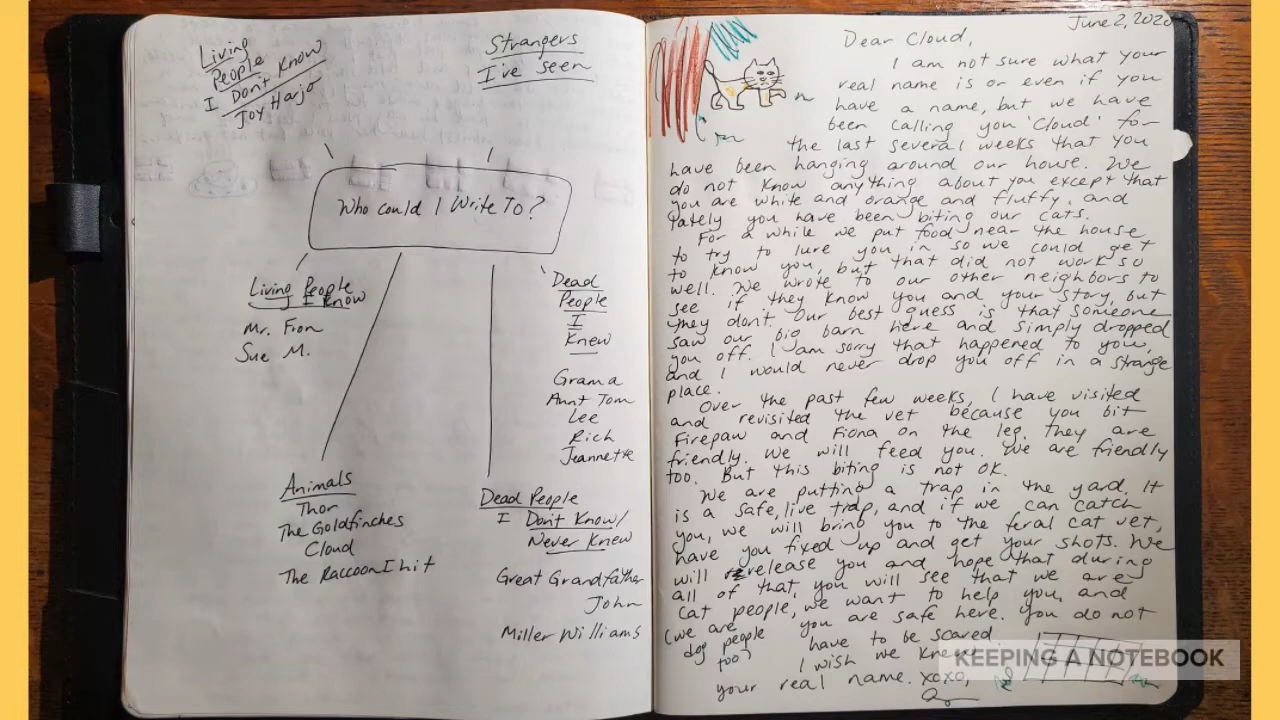 Living
People
I Don't Know
Joy Harjo
Strangers
I've seen
Who could I Write To?
Living People
I Know
Mr. Fron
Sue M.
Dead
People
I
Knew
Grama
Aunt Tom
Lee
Rich
Jeannette
Animals
Thor
The Goldfinches
Cloud
The Raccoon I hit
Dead People
I Don't Know/
Never Knew
Great Grandfather
John
Miller Williams
June 2, 2020
Dear Cloud,
I am not sure what your
real name is or even if you
have a name, but we have
been calling you 'Cloud' for
the last several weeks that you
have been hanging around our house. We
do not know anything about you except that
you are white and orange and fluffy, and
lately you have been biting our cats.
For a while we put food near the house
to try to lure you in so we could get
to know you, but that did not work so
well. We wrote to our other neighbors to
see if they know you and your story, but
they don't. Our best guess is that someone
saw our big barn here and simply dropped
you off. I am sorry that happened to you,
and I would never drop you off in a strange
place.
Over the past few weeks, I have visited
and revisited the vet because you bit
Firepaw and Fiona on the leg. They are
friendly. We will feed you. We are friendly
too. But this biting is not OK.
We are putting a trap in the yard. It
is a safe, live trap, and if we can catch
you, we will bring you to the feral cat vet,
have you fixed up and get your shots. We
will release you and hope that during
all of that, you will see that we are
cat people, we want to help you, and
(we are you are safe here. You do not
dog people have to be scared.
too) I wish we knew
your real name. xoxo,
KEEPING A NOTEBOOK